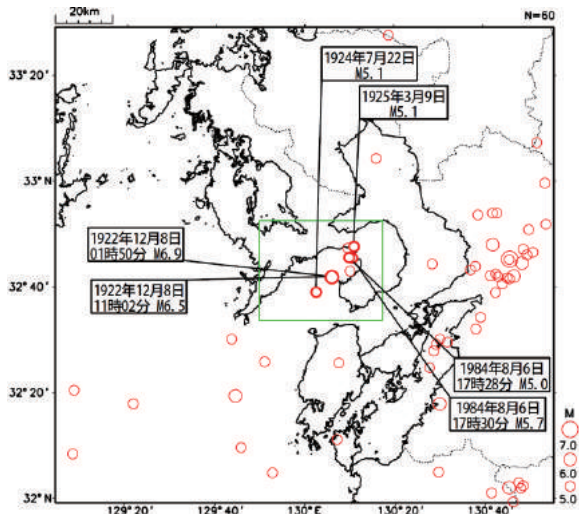 20km
N=60
1924年7月22日
M5.1
1925年3月9日
M5.1
33°20'
33°N
1922年12月8日
01時50分 M6.9
1922年12月8日
11時02分 M6.5
32°40'
1984年8月6日
17時28分 M5.0
1984年8月6日
17時30分 M5.7
32°20'
32°N
M
7.0
6.0
5.0
129°20' 129°40' 130°E 130°20' 130°40'